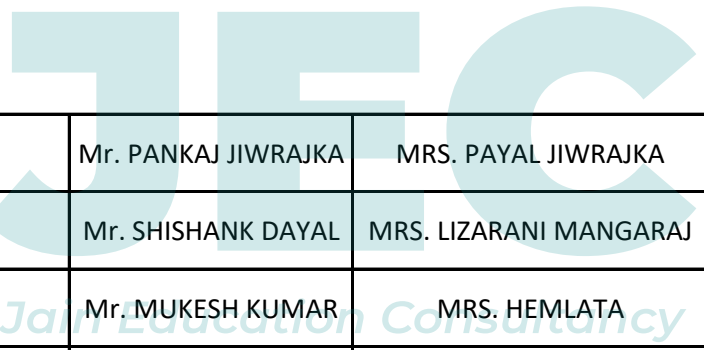 JEC
Mr. PANKAJ JIWRAJKA MRS. PAYAL JIWRAJKA
Mr. SHISHANK DAYAL MRS. LIZARANI MANGARAJ
Mr. MUKESH KUMAR MRS. HEMLATA
Jain Education Consultancy